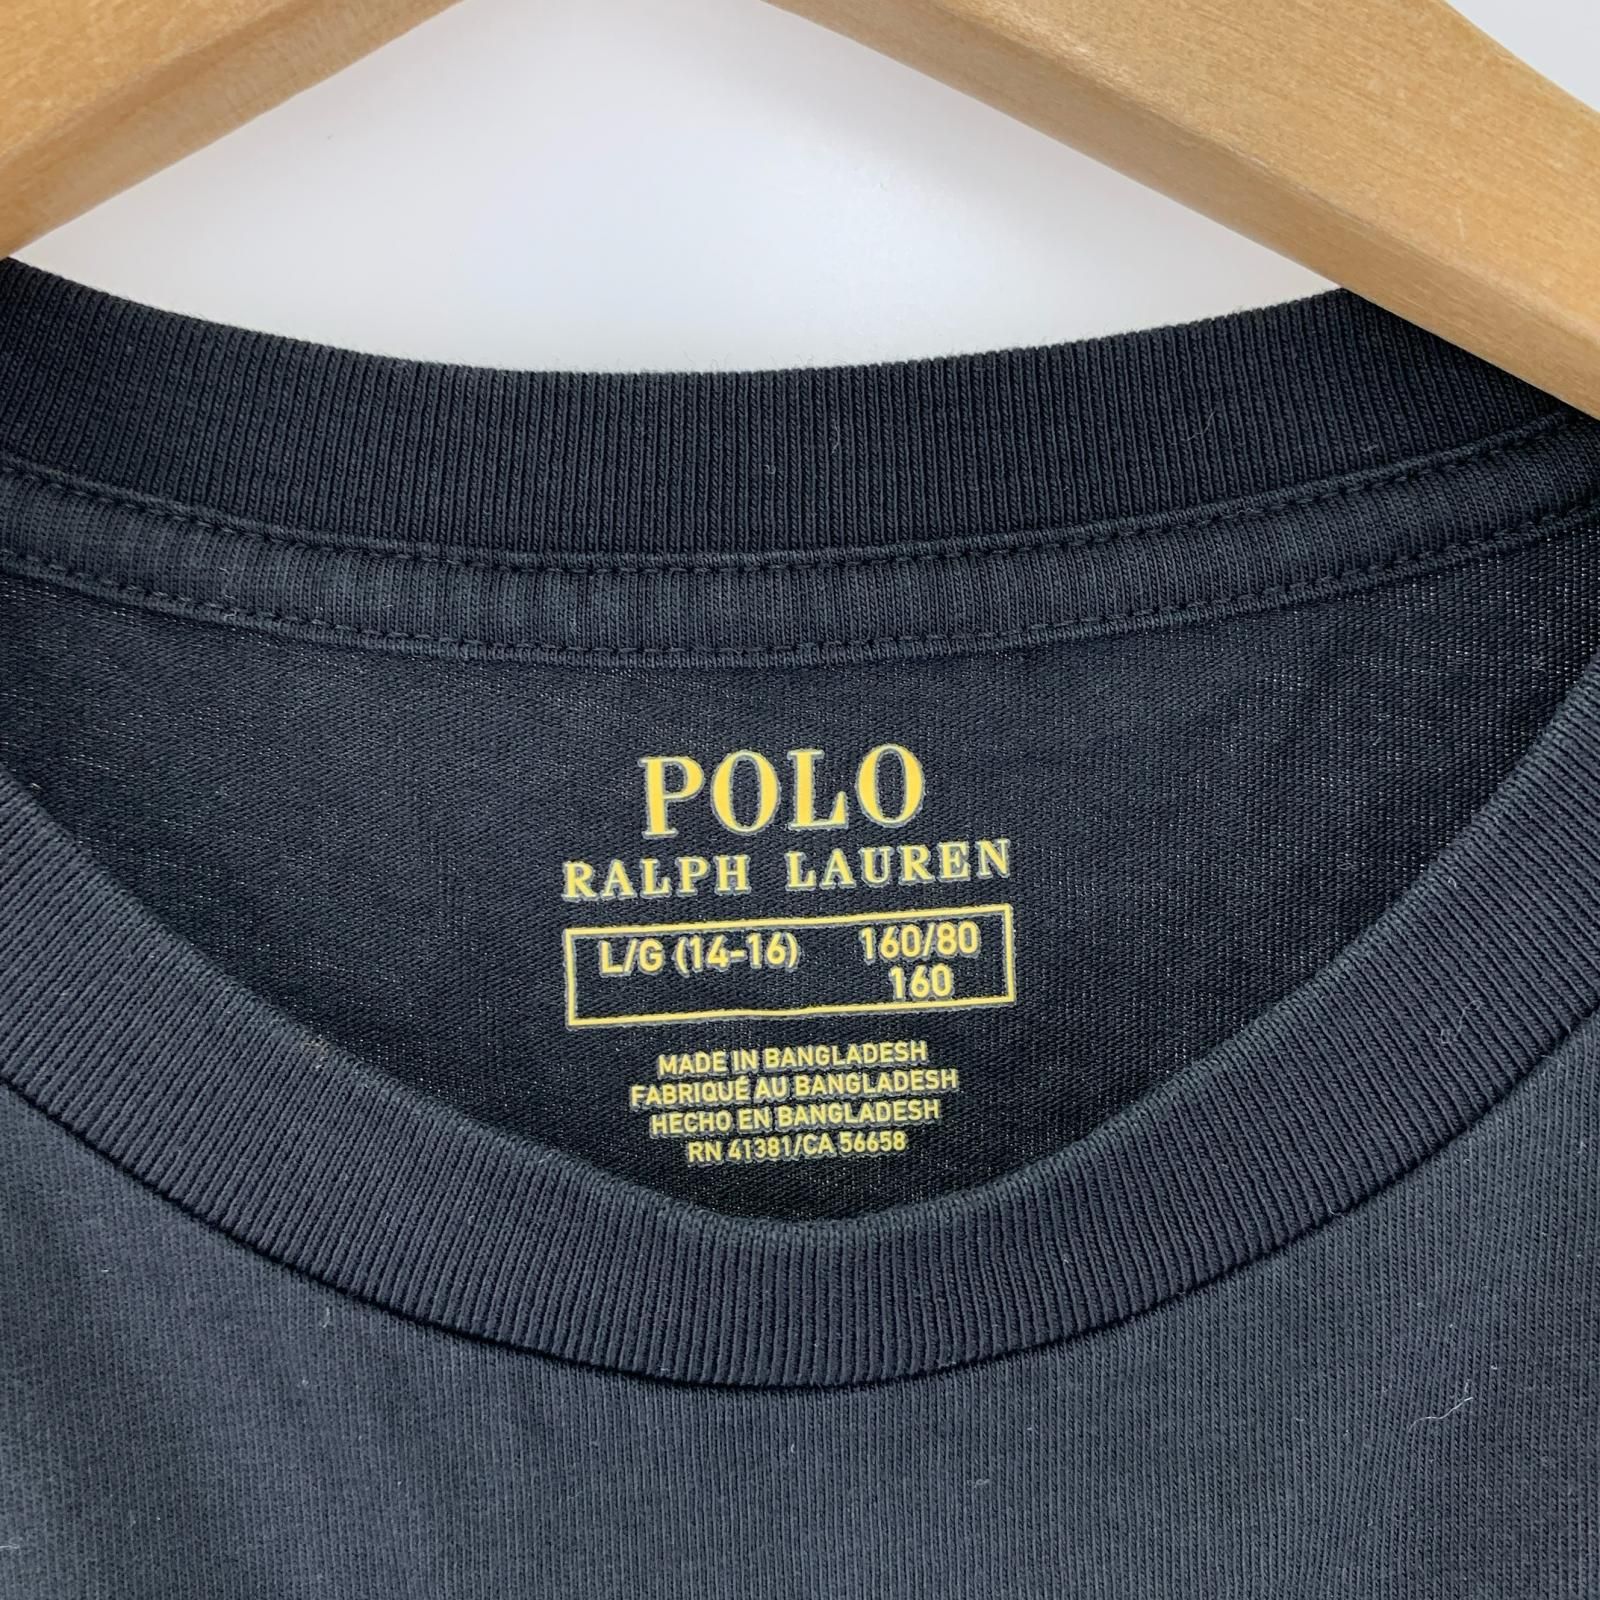 POLO
RALPH LAUREN
L/G (14-16) 160/80
160
MADE IN BANGLADESH
FABRIQUÉ AU BANGLADESH
HECHO EN BANGLADESH
RN 41381/CA 56658